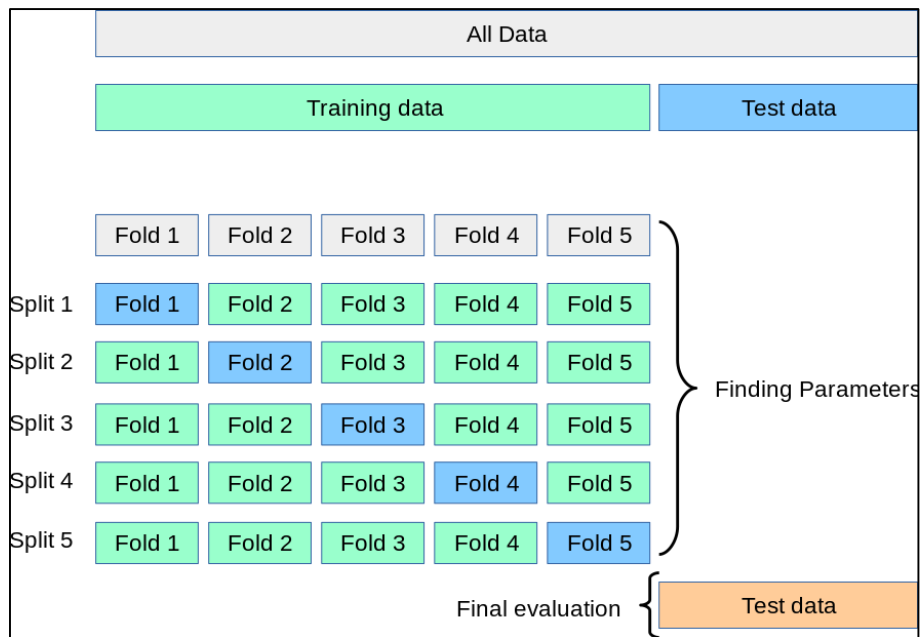 All Data
Training data Test data
Fold 1 Fold 2 Fold 3 Fold 4 Fold 5
Split 1 Fold 1 Fold 2 Fold 3 Fold 4 Fold 5
Split 2 Fold 1 Fold 2 Fold 3 Fold 4 Fold 5
Finding Parameters
Split 3 Fold 1 Fold 2 Fold 3 Fold 4 Fold 5
Split 4 Fold 1 Fold 2 Fold 3 Fold 4 Fold 5
Split 5 Fold 1 Fold 2 Fold 3 Fold 4 Fold 5
Final evaluation Test data